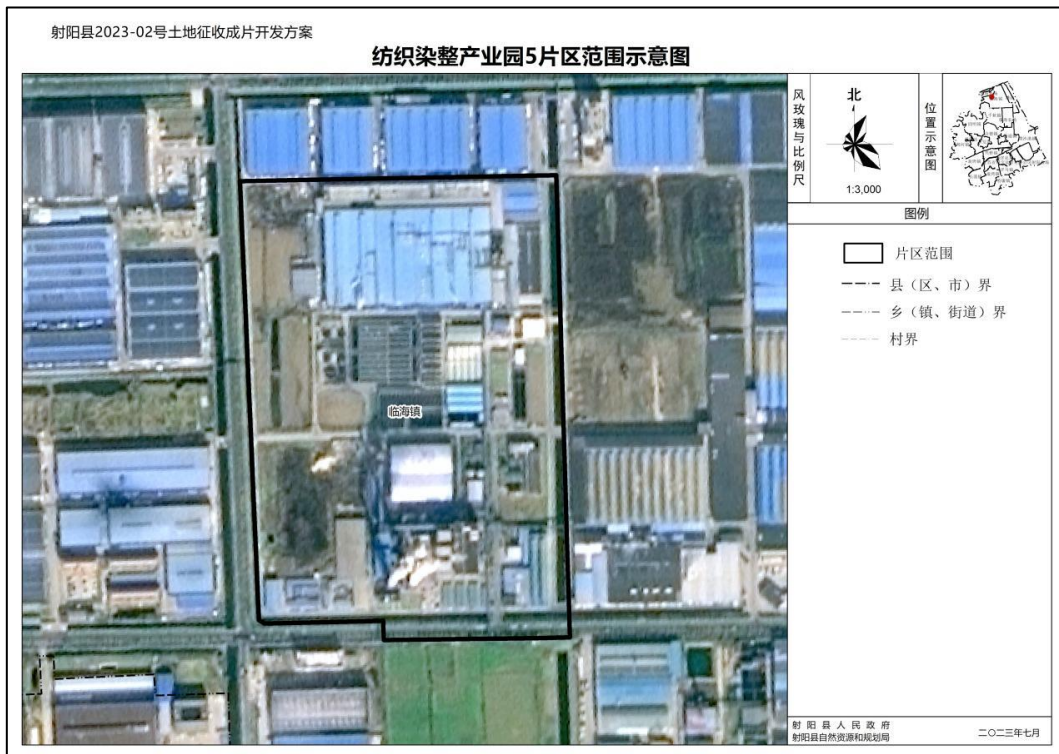 射阳县2023-02号土地征收成片开发方案
纺织染整产业园5片区范围示意图
风玫瑰与比例尺
北
1:3,000
位置示意图
图例
片区范围
县（区、市）界
乡（镇、街道）界
村界
临海镇
射阳县人民政府
射阳县自然资源和规划局
二〇二三年七月